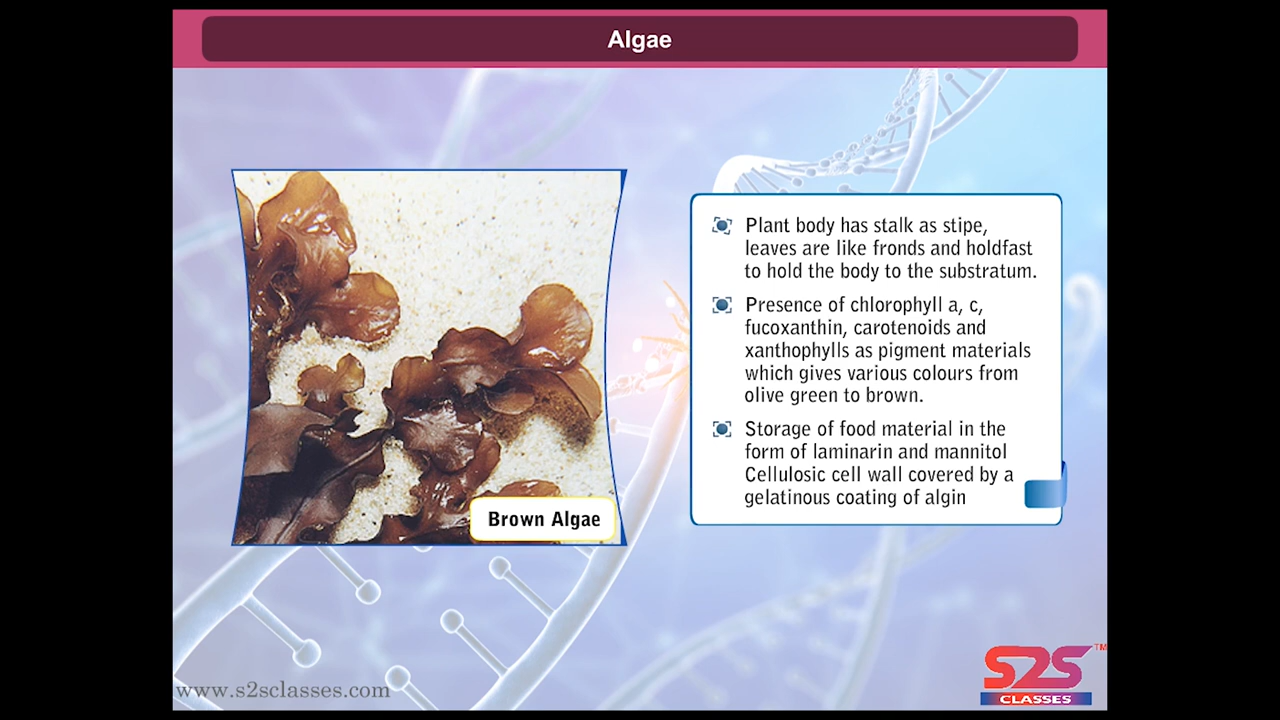 Algae
Plant body has stalk as stipe,
leaves are like fronds and holdfast
to hold the body to the substratum.
Presence of chlorophyll a, c,
fucoxanthin, carotenoids and
xanthophylls as pigment materials
which gives various colours from
olive green to brown.
Storage of food material in the
form of laminarin and mannitol
Cellulosic cell wall covered by a
gelatinous coating of algin
Brown Algae
www.s2sclasses.com
S2S TM
CLASSES